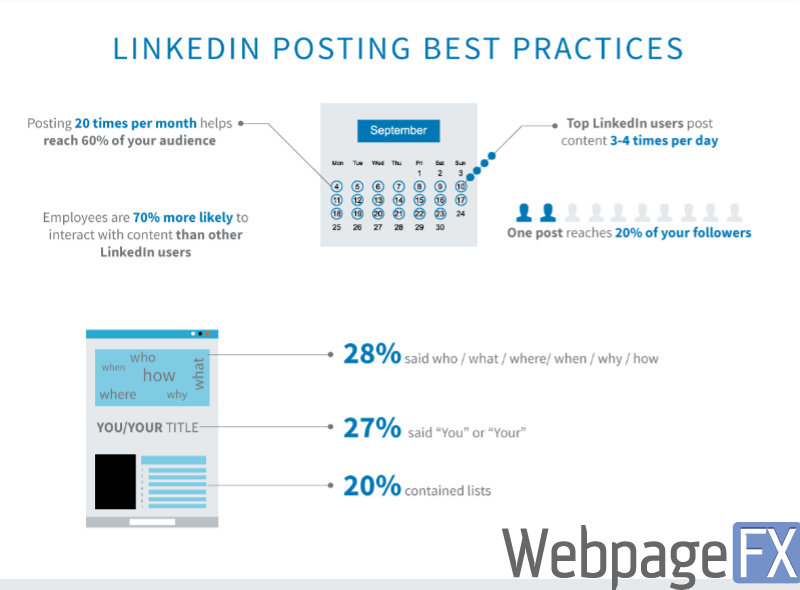 LINKEDIN POSTING BEST PRACTICES
Posting 20 times per month helps
reach 60% of your audience
September
Mon Tue Wed Thu Fri Sat Sun
1 2 3
4 5 6 7 8 9 10
11 12 13 14 15 16 17
18 19 20 21 22 23 24
25 26 27 28 29 30
Top LinkedIn users post
content 3-4 times per day
Employees are 70% more likely to
interact with content than other
LinkedIn users
One post reaches 20% of your followers
who
when
how
what
where
why
28% said who / what / where/ when / why / how
YOU/YOUR TITLE
27% said “You” or “Your”
20% contained lists
WebpageFX